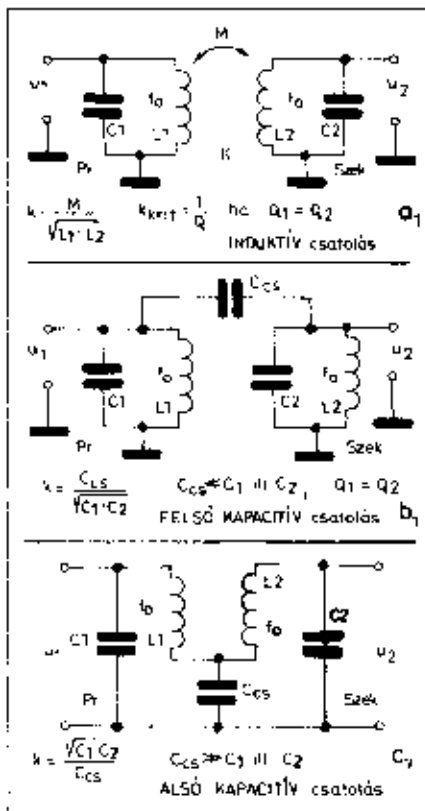 M
u₁ C1 f₀ L1 L2 f₀ C2 u₂
Pr K Szek
k = M / √L1·L2 k krit = 1/Q ha Q₁ = Q₂ a₁
INDUKTÍV csatolás
Ccs
u₁ C1 f₀ L1 C2 f₀ L2 u₂
Pr Szek
k = Ccs / √C1·C2 Ccs ≪ C1 ill C2, Q₁ = Q₂ b₁
FELSŐ KAPACITÍV csatolás
L2
C1 f₀ L1 f₀ C2 u₂
Pr Ccs Szek
k = √C1·C2 / Ccs Ccs ≫ C1 ill C2
ALSÓ KAPACITÍV csatolás